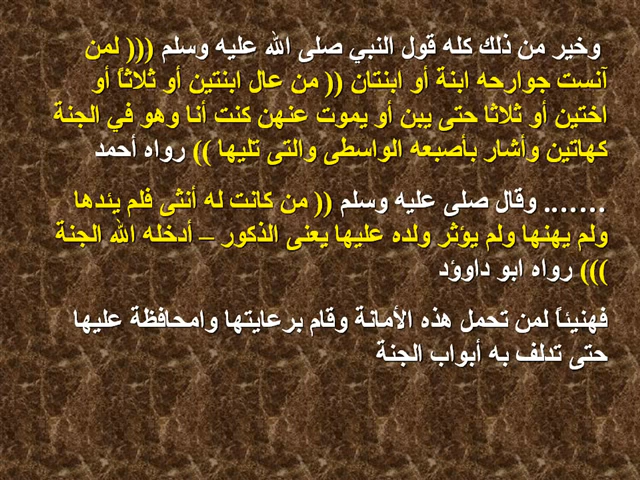 وخير من ذلك كله قول النبي صلى الله عليه وسلم ((( لمن
آنست جوارحه ابنة أو ابنتان (( من عال ابنتين أو ثلاثاً أو
اختين أو ثلاثا حتى يبن أو يموت عنهن كنت أنا وهو في الجنة
كهاتين وأشار بأصبعه الواسطى والتى تليها )) رواه أحمد
....... وقال صلى عليه وسلم (( من كانت له أنثى فلم يئدها
ولم يهنها ولم يؤثر ولده عليها يعنى الذكور – أدخله الله الجنة
))) رواه ابو داوؤد
فهنيئاً لمن تحمل هذه الأمانة وقام برعايتها وامحافظة عليها
حتى تدلف به أبواب الجنة